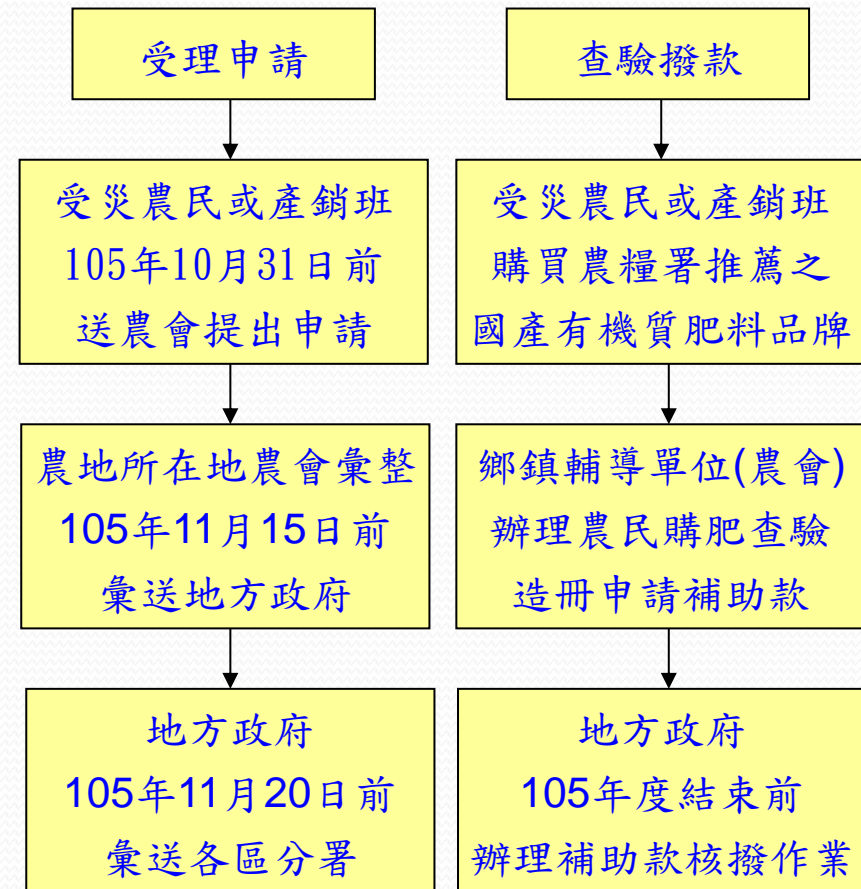 受理申請
受災農民或產銷班
105年10月31日前
送農會提出申請
農地所在地農會彙整
105年11月15日前
彙送地方政府
地方政府
105年11月20日前
彙送各區分署
查驗撥款
受災農民或產銷班
購買農糧署推薦之
國產有機質肥料品牌
鄉鎮輔導單位(農會)
辦理農民購肥查驗
造冊申請補助款
地方政府
105年度結束前
辦理補助款核撥作業